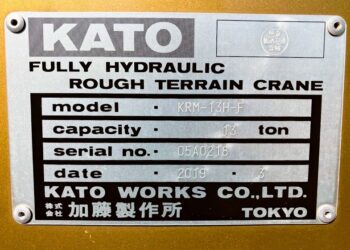 KATO
FULLY HYDRAULIC
ROUGH TERRAIN CRANE
model · KRM-13H-F
capacity · 13 ton
serial no. · 05A0216
date · 2019 · 3
KATO WORKS CO.,LTD.
株式会社 加藤製作所 TOKYO